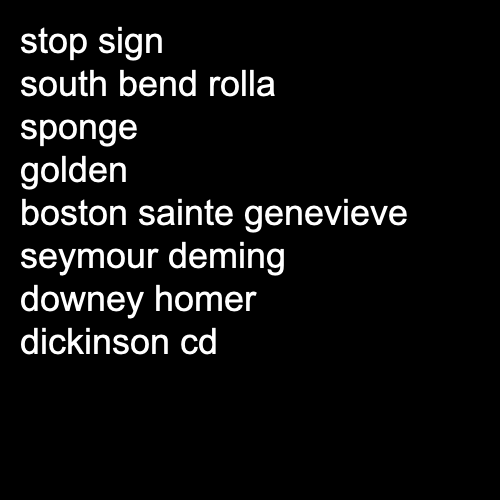 stop sign
south bend rolla
sponge
golden
boston sainte genevieve
seymour deming
downey homer
dickinson cd